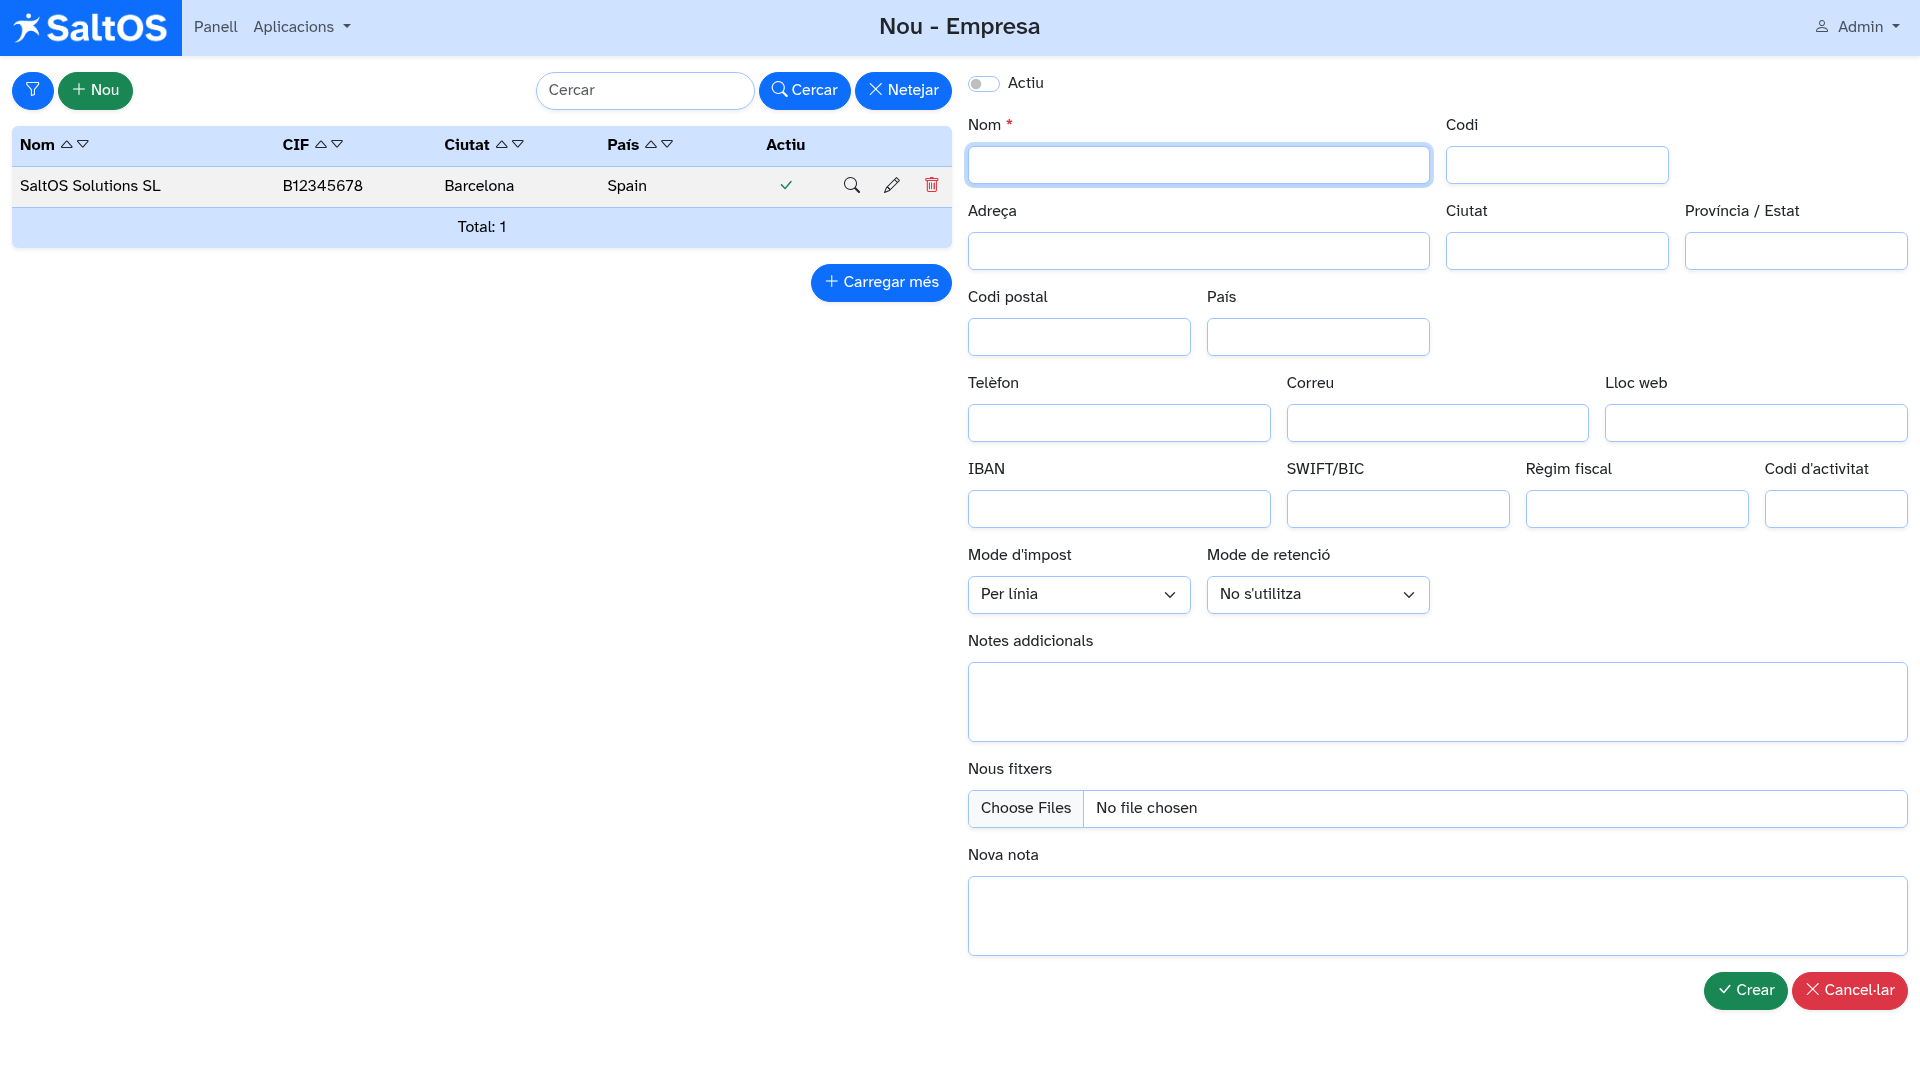 SaltOS Panell Aplicacions Nou - Empresa Admin
Nou Cercar Cercar Netejar
Nom CIF Ciutat País Actiu
SaltOS Solutions SL B12345678 Barcelona Spain
Total: 1
Carregar més
Actiu
Nom * Codi
Adreça Ciutat Província / Estat
Codi postal País
Telèfon Correu Lloc web
IBAN SWIFT/BIC Règim fiscal Codi d'activitat
Mode d'impost Mode de retenció
Per línia No s'utilitza
Notes addicionals
Nous fitxers
Choose Files No file chosen
Nova nota
Crear Cancel·lar